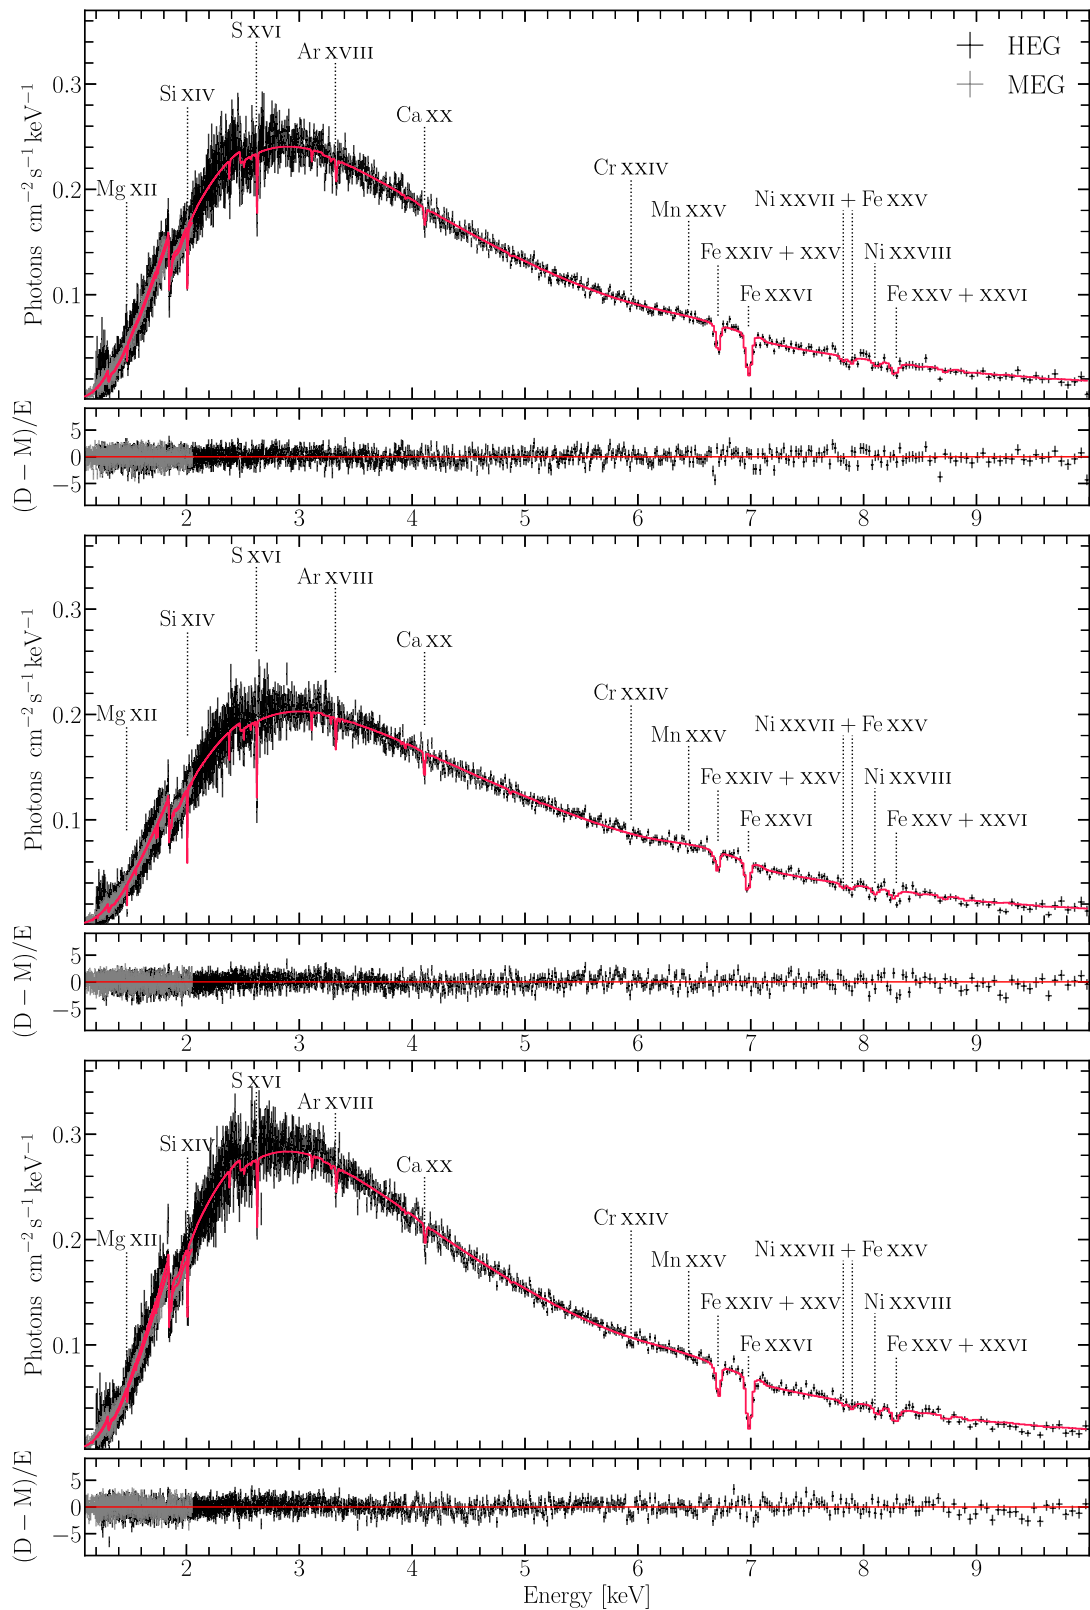 S XVI
Ar XVIII
HEG
MEG
Si XIV
Ca XX
Cr XXIV
Mg XII
Mn XXV
Ni XXVII + Fe XXV
Fe XXIV + XXV
Ni XXVIII
Fe XXVI
Fe XXV + XXVI
0.3
0.2
0.1
Photons cm⁻² s⁻¹ keV⁻¹
5
0
−5
(D − M)/E
2 3 4 5 6 7 8 9
S XVI
Ar XVIII
Si XIV
Ca XX
Cr XXIV
Mg XII
Mn XXV
Ni XXVII + Fe XXV
Fe XXIV + XXV
Ni XXVIII
Fe XXVI
Fe XXV + XXVI
0.3
0.2
0.1
Photons cm⁻² s⁻¹ keV⁻¹
5
0
−5
(D − M)/E
2 3 4 5 6 7 8 9
S XVI
Ar XVIII
Si XIV
Ca XX
Cr XXIV
Mg XII
Mn XXV
Ni XXVII + Fe XXV
Fe XXIV + XXV
Ni XXVIII
Fe XXVI
Fe XXV + XXVI
0.3
0.2
0.1
Photons cm⁻² s⁻¹ keV⁻¹
5
0
−5
(D − M)/E
2 3 4 5 6 7 8 9
Energy [keV]